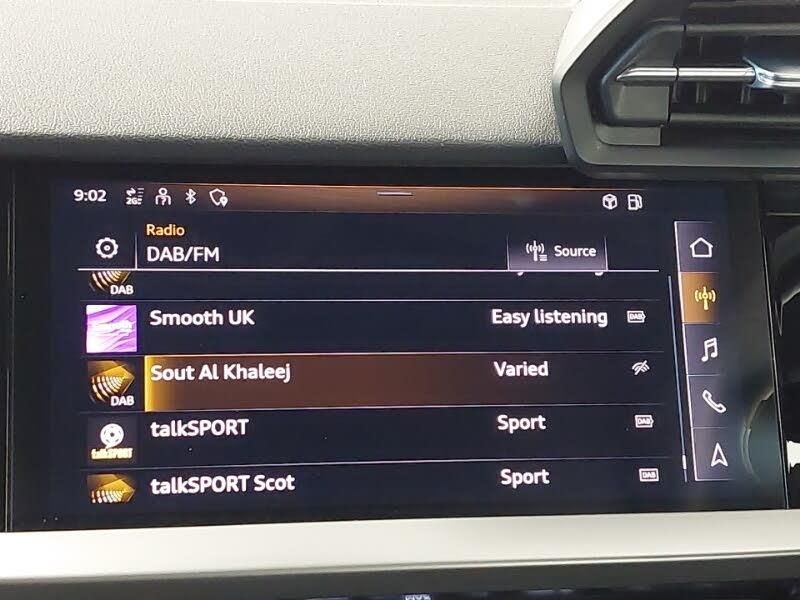 9:02 2G
Radio
DAB/FM
Source
DAB
Smooth UK Easy listening DAB
Sout Al Khaleej Varied
DAB
talkSPORT Sport DAB
talkSPORT
talkSPORT Scot Sport DAB